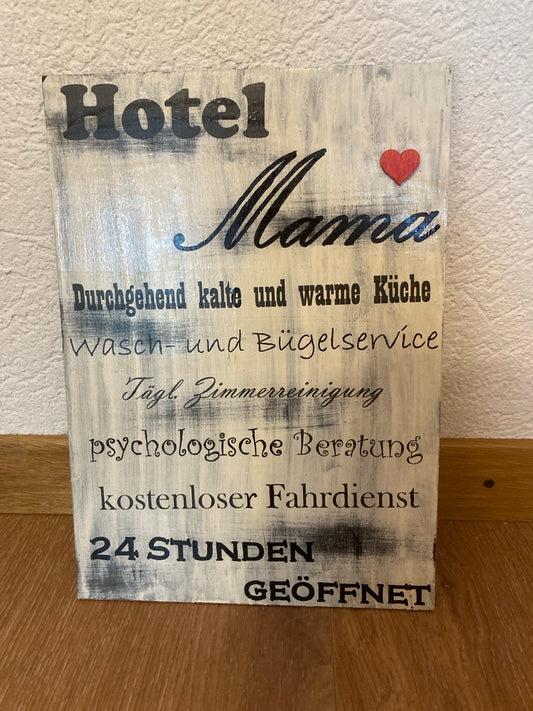 Hotel
Mama
Durchgehend kalte und warme Küche
Wasch- und Bügelservice
Tägl. Zimmerreinigung
psychologische Beratung
kostenloser Fahrdienst
24 STUNDEN
GEÖFFNET